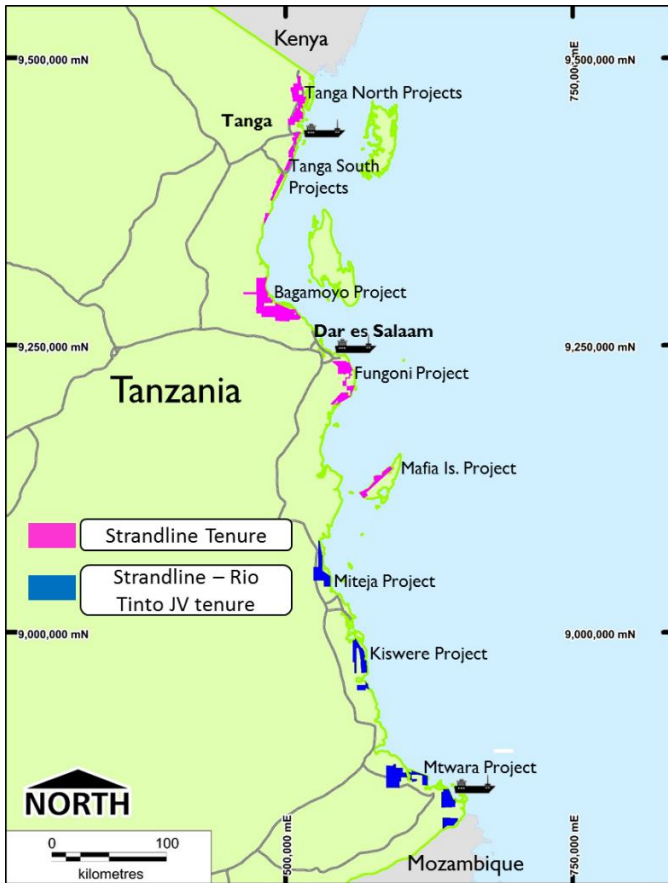 Kenya
9,500,000 mN
9,500,000 mN
750,000 mE
Tanga North Projects
Tanga
Tanga South
Projects
Bagamoyo Project
Dar es Salaam
9,250,000 mN
9,250,000 mN
Fungoni Project
Tanzania
Mafia Is. Project
Strandline Tenure
Strandline – Rio
Tinto JV tenure
Miteja Project
9,000,000 mN
9,000,000 mN
Kiswere Project
Mtwara Project
NORTH
0 100
kilometres
500,000 mE
750,000 mE
Mozambique